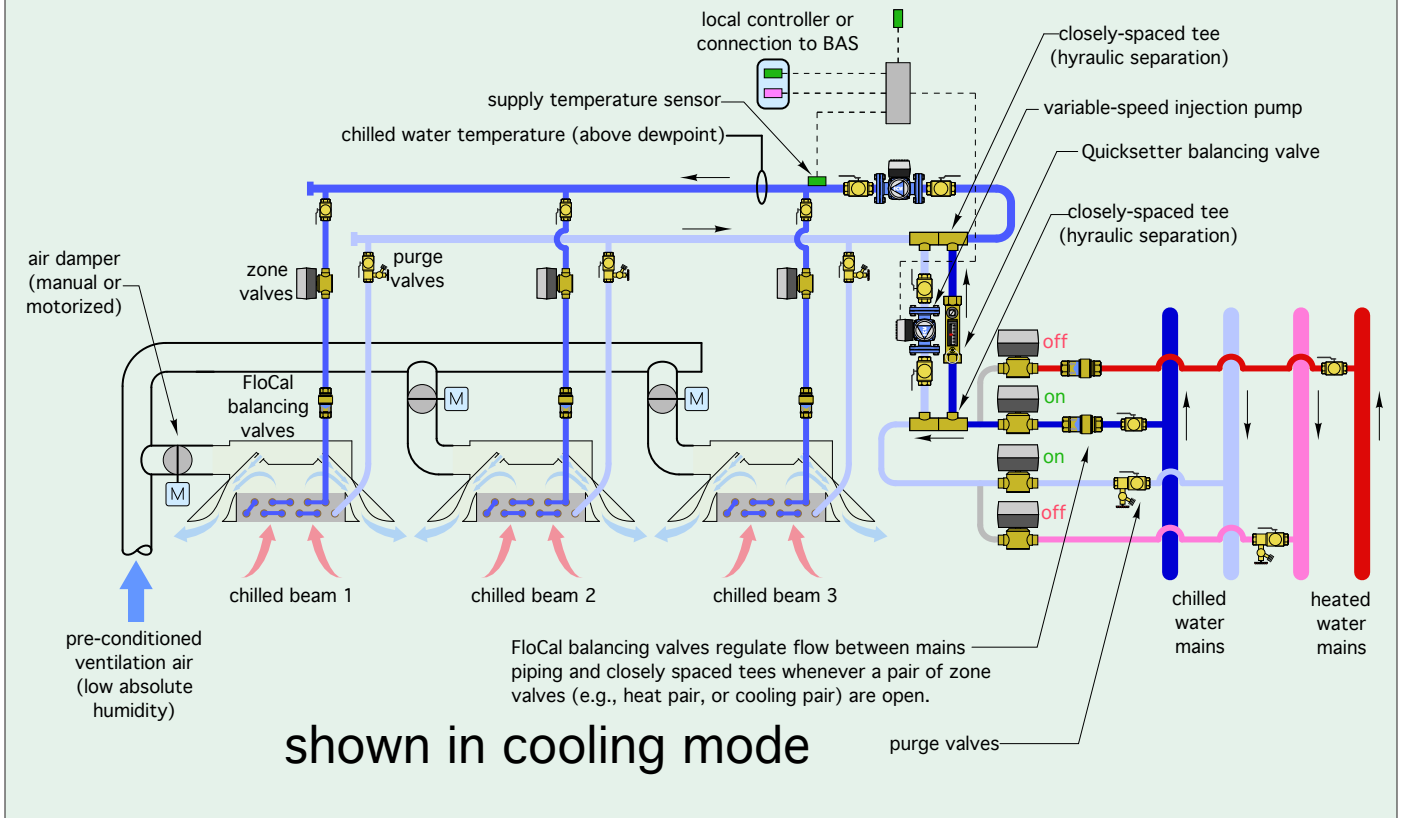 local controller or
connection to BAS
closely-spaced tee
(hyraulic separation)
supply temperature sensor
variable-speed injection pump
chilled water temperature (above dewpoint)
Quicksetter balancing valve
closely-spaced tee
(hyraulic separation)
air damper
(manual or
motorized)
zone
valves
purge
valves
off
FloCal
balancing
valves
M
M
on
on
M
off
chilled beam 1
chilled beam 2
chilled beam 3
chilled
water
mains
heated
water
mains
pre-conditioned
ventilation air
(low absolute
humidity)
FloCal balancing valves regulate flow between mains
piping and closely spaced tees whenever a pair of zone
valves (e.g., heat pair, or cooling pair) are open.
shown in cooling mode
purge valves